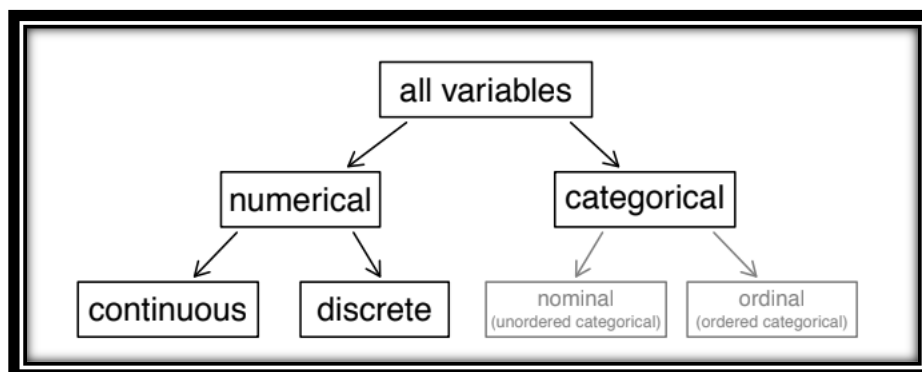 all variables
numerical
categorical
continuous
discrete
nominal
(unordered categorical)
ordinal
(ordered categorical)